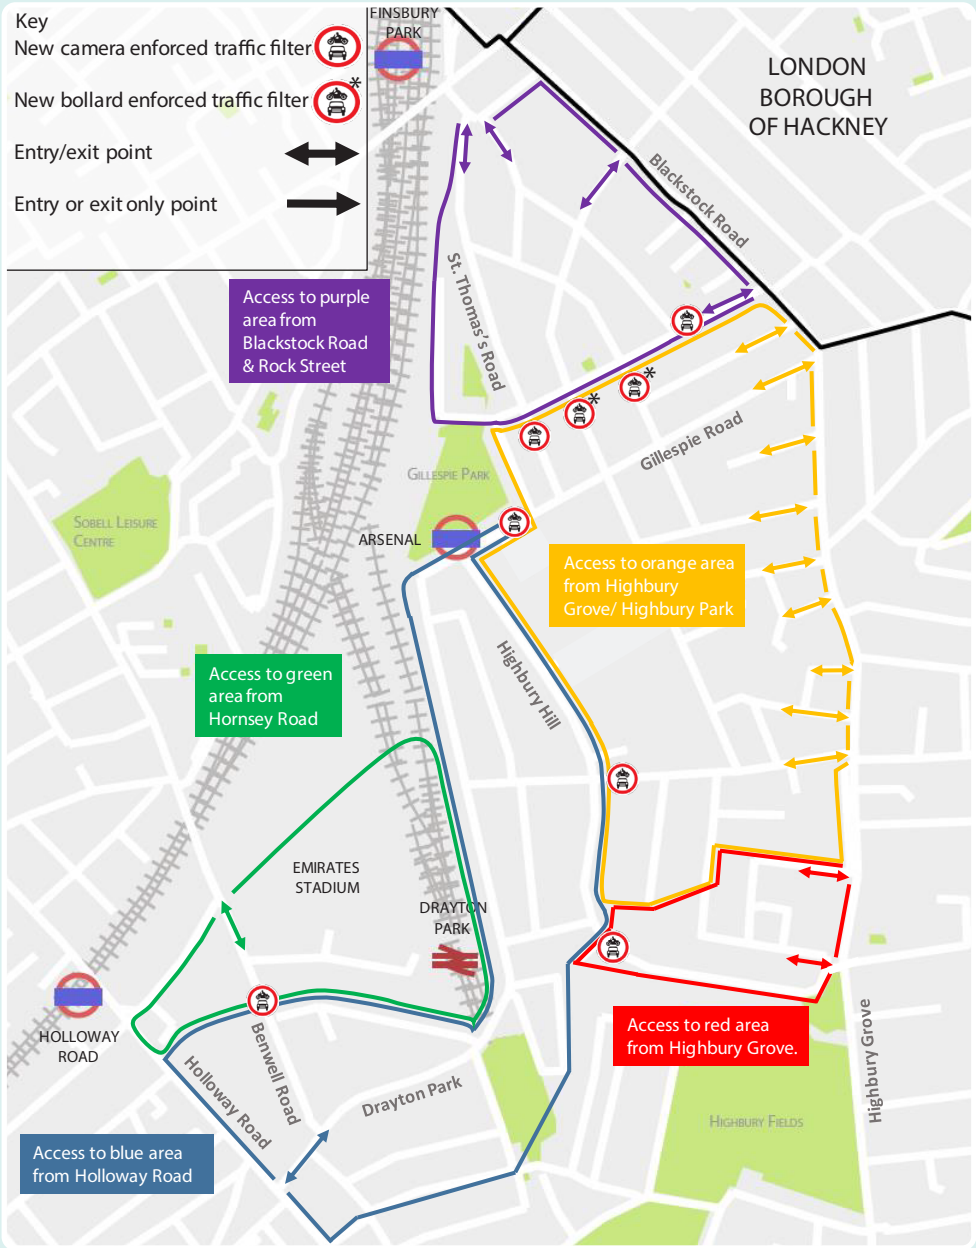 Key
New camera enforced traffic filter
New bollard enforced traffic filter
*
Entry/exit point
Entry or exit only point
FINSBURY
PARK
LONDON
BOROUGH
OF HACKNEY
Blackstock Road
Access to purple
area from
Blackstock Road
& Rock Street
St. Thomas's Road
*
*
Gillespie Road
GILLESPIE PARK
SOBELL LEISURE
CENTRE
ARSENAL
Access to orange area
from Highbury
Grove/ Highbury Park
Highbury Hill
Access to green
area from
Hornsey Road
EMIRATES
STADIUM
DRAYTON
PARK
HOLLOWAY
ROAD
Benwell Road
Holloway Road
Drayton Park
Access to red area
from Highbury Grove.
Highbury Grove
HIGHBURY FIELDS
Access to blue area
from Holloway Road